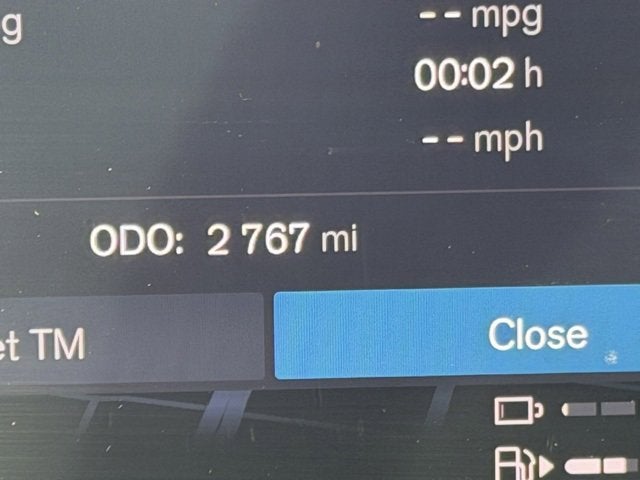 g
-- mpg
00:02 h
-- mph
ODO: 2 767 mi
et TM
Close